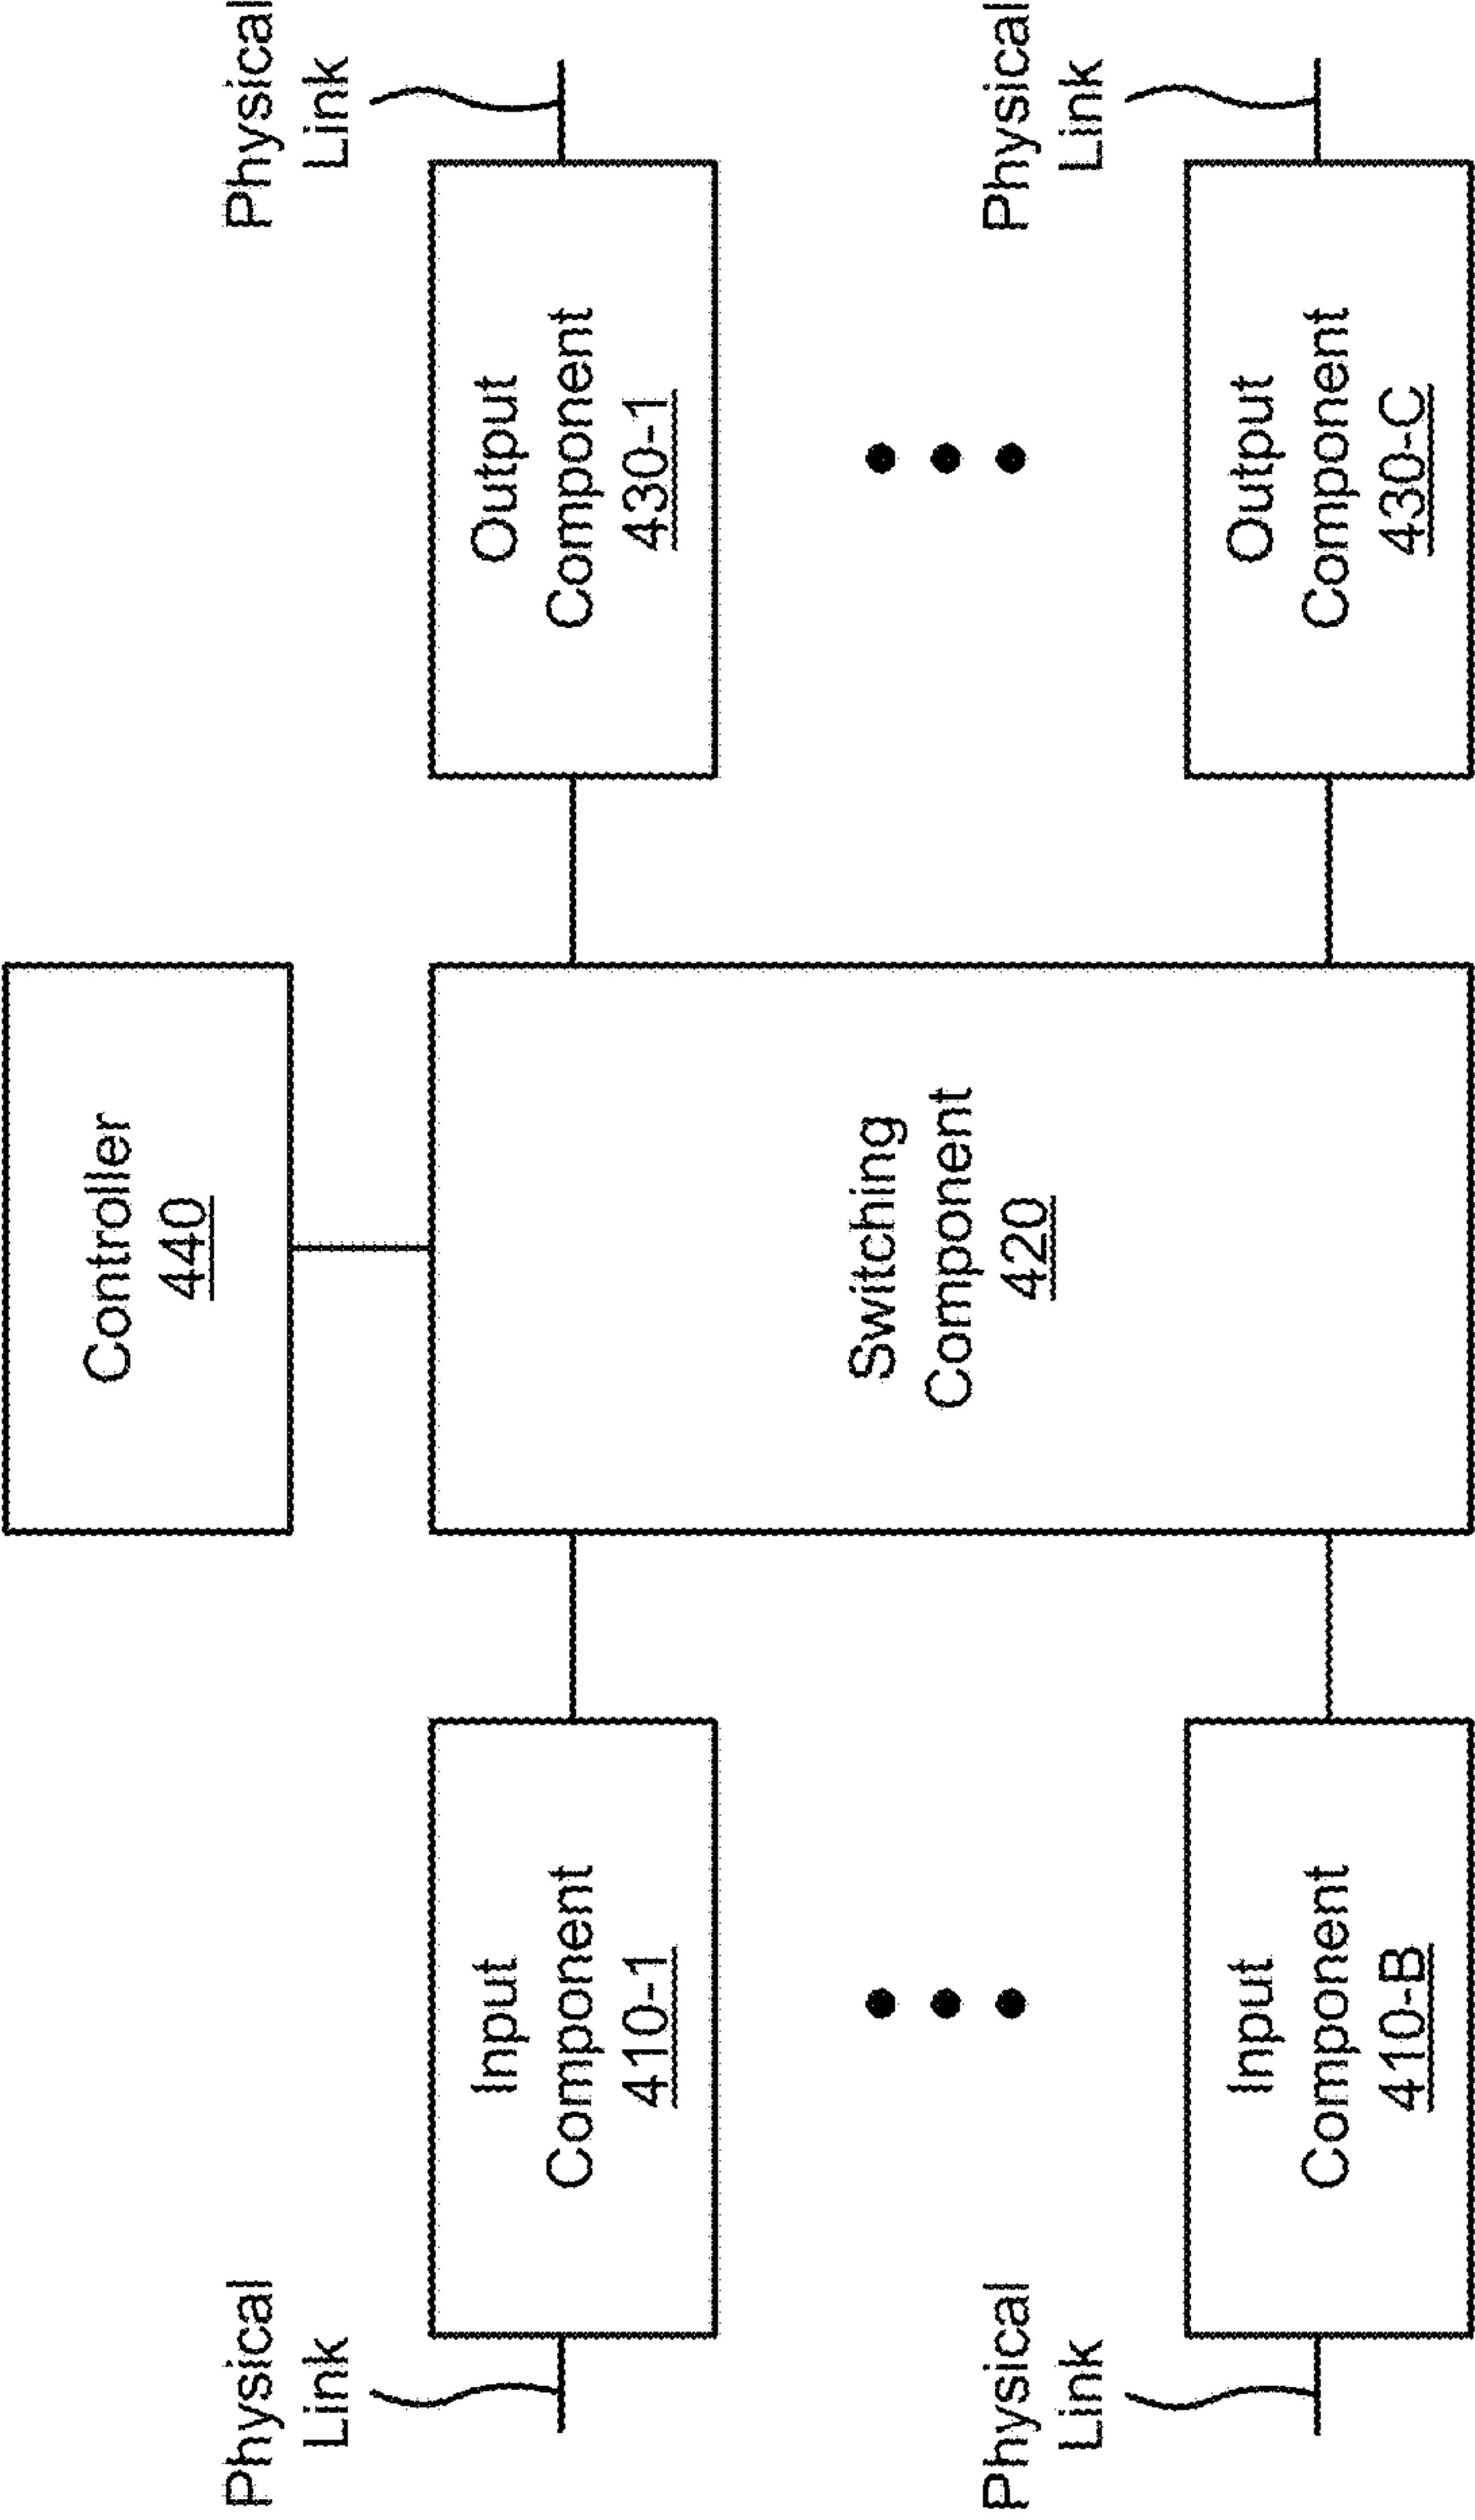 Controller
440
Physical
Link
Physical
Link
Input
Component
410-1
Switching
Component
420
Output
Component
430-1
Physical
Link
Physical
Link
Input
Component
410-B
Output
Component
430-C